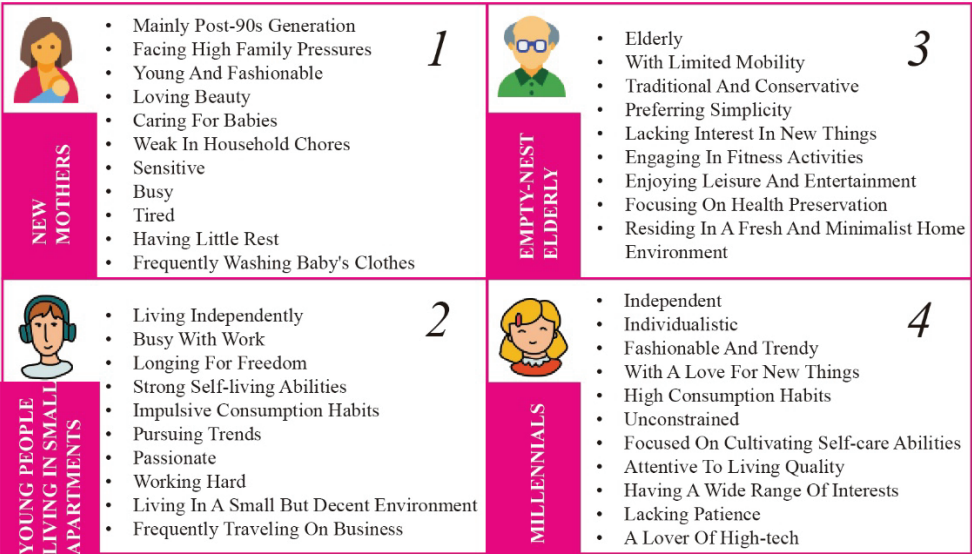 1
• Mainly Post-90s Generation
• Facing High Family Pressures
• Young And Fashionable
• Loving Beauty
• Caring For Babies
• Weak In Household Chores
• Sensitive
• Busy
• Tired
• Having Little Rest
• Frequently Washing Baby's Clothes
NEW
MOTHERS
3
• Elderly
• With Limited Mobility
• Traditional And Conservative
• Preferring Simplicity
• Lacking Interest In New Things
• Engaging In Fitness Activities
• Enjoying Leisure And Entertainment
• Focusing On Health Preservation
• Residing In A Fresh And Minimalist Home
Environment
EMPTY-NEST
ELDERLY
2
• Living Independently
• Busy With Work
• Longing For Freedom
• Strong Self-living Abilities
• Impulsive Consumption Habits
• Pursuing Trends
• Passionate
• Working Hard
• Living In A Small But Decent Environment
• Frequently Traveling On Business
YOUNG PEOPLE
LIVING IN SMALL
APARTMENTS
4
• Independent
• Individualistic
• Fashionable And Trendy
• With A Love For New Things
• High Consumption Habits
• Unconstrained
• Focused On Cultivating Self-care Abilities
• Attentive To Living Quality
• Having A Wide Range Of Interests
• Lacking Patience
• A Lover Of High-tech
MILLENNIALS